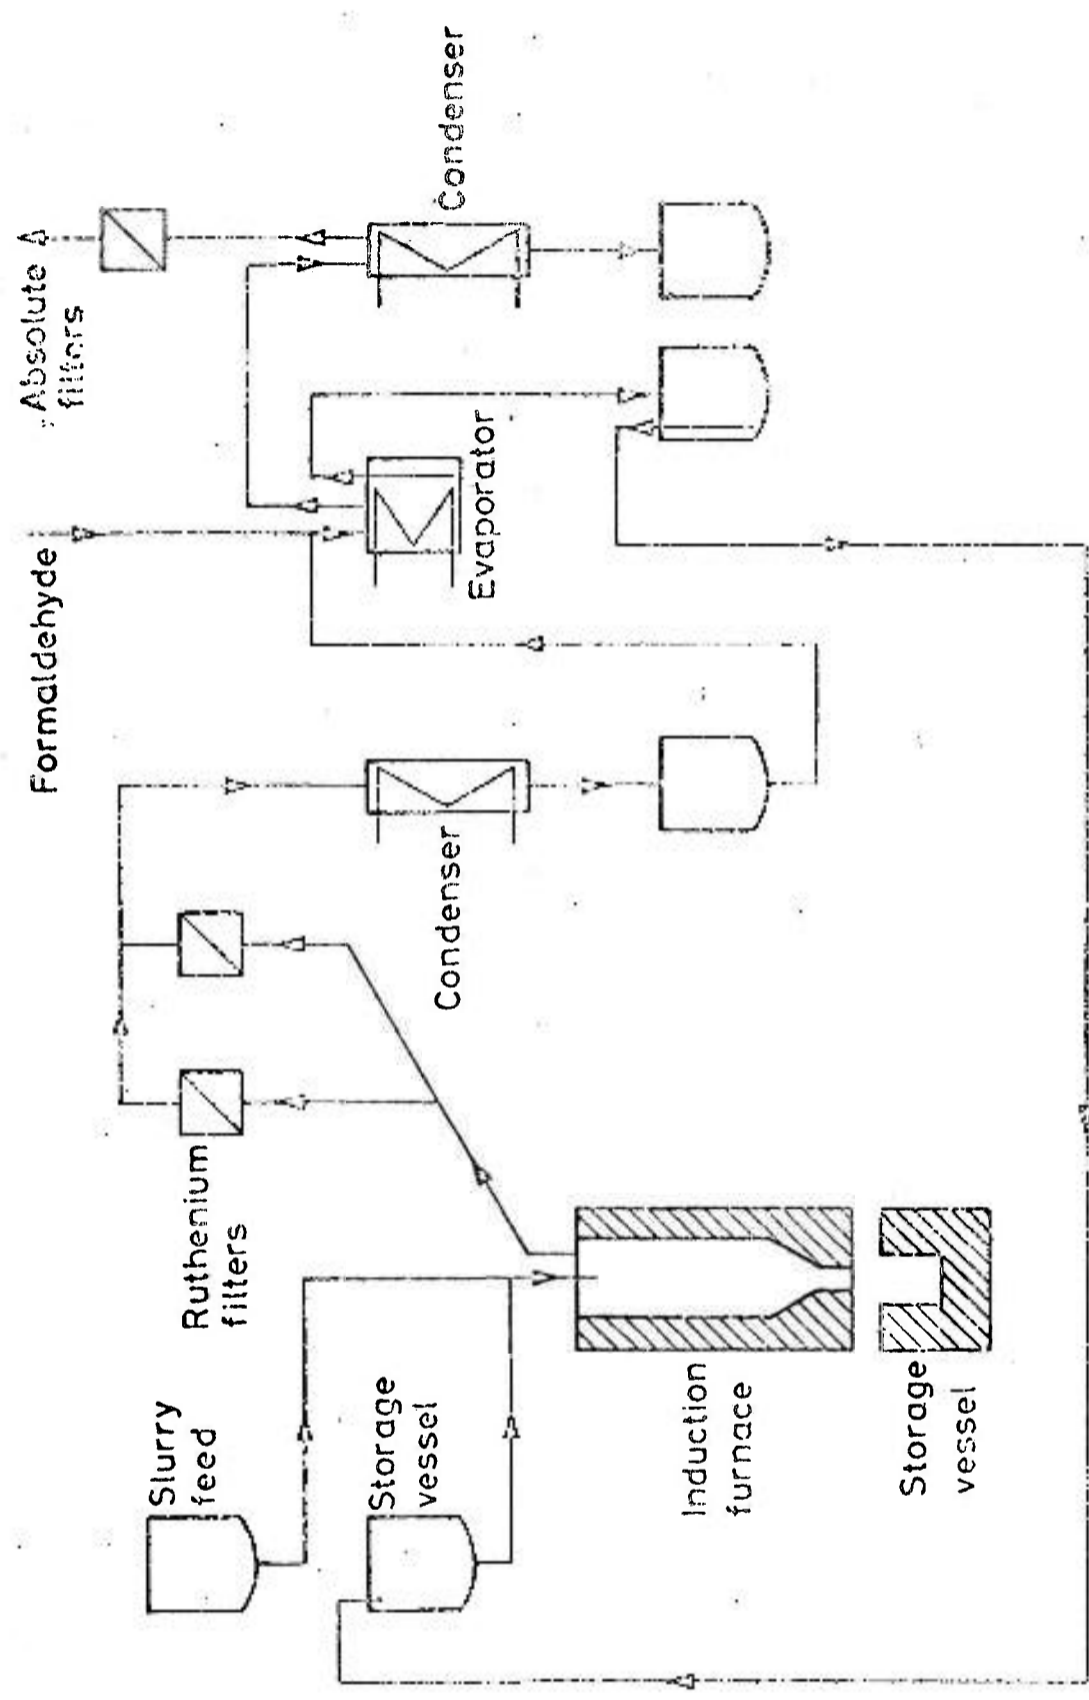 Slurry
feed
Storage
vessel
Ruthenium
filters
Induction
furnace
Storage
vessel
Condenser
Formaldehyde
Evaporator
Absolute
filters
Condenser